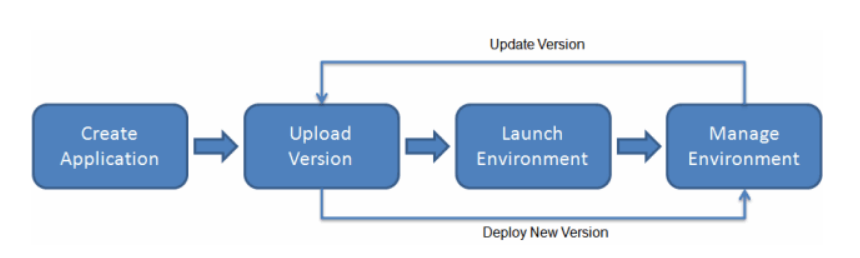 Update Version
Create
Application
Upload
Version
Launch
Environment
Manage
Environment
Deploy New Version